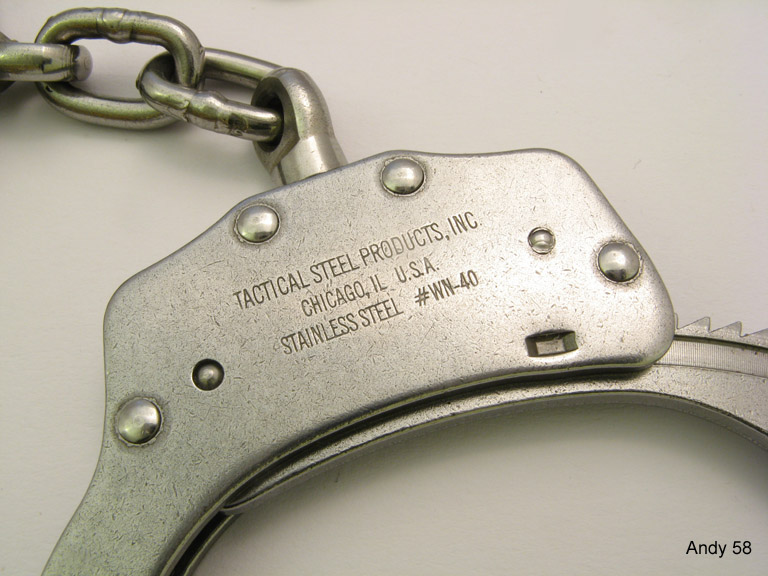 TACTICAL STEEL PRODUCTS, INC
CHICAGO, IL U.S.A.
STAINLESS STEEL #WN-40
Andy 58